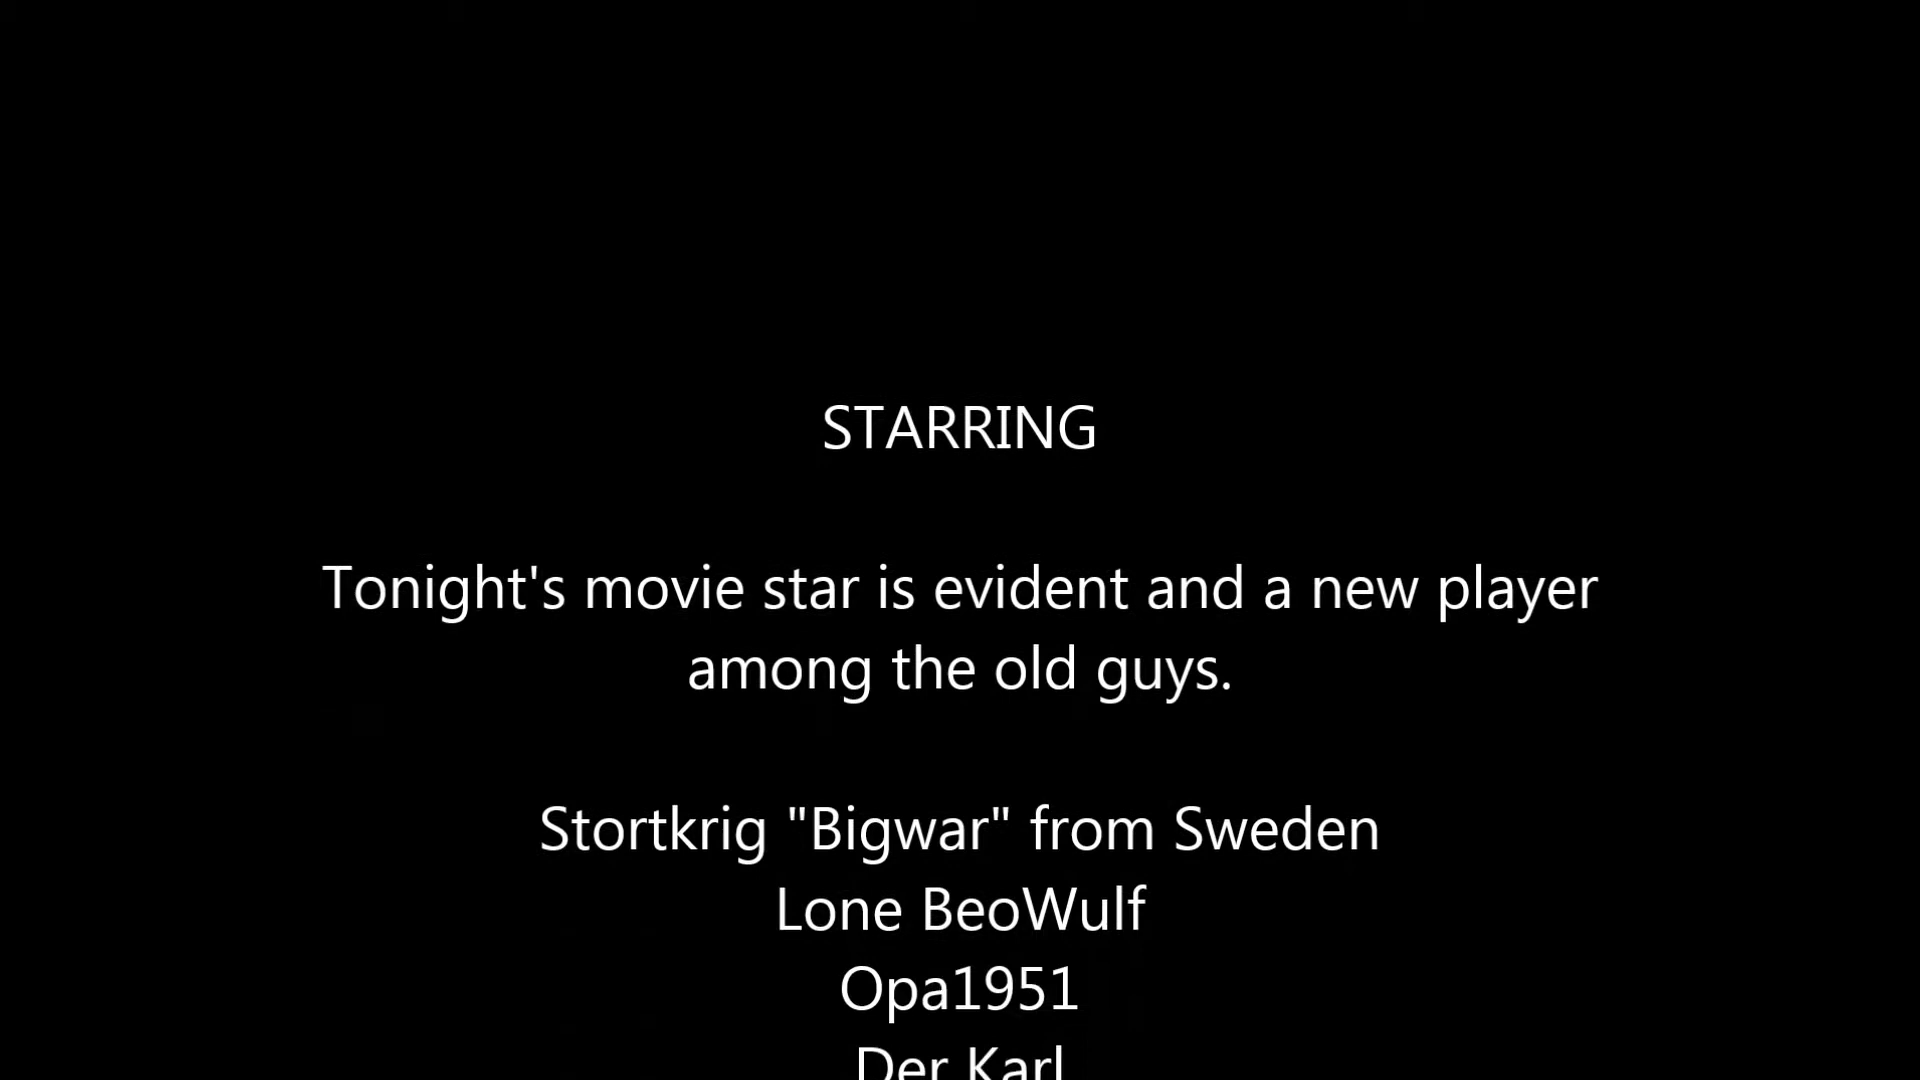 STARRING
Tonight's movie star is evident and a new player
among the old guys.
Stortkrig "Bigwar" from Sweden
Lone BeoWulf
Opa1951
Der Karl